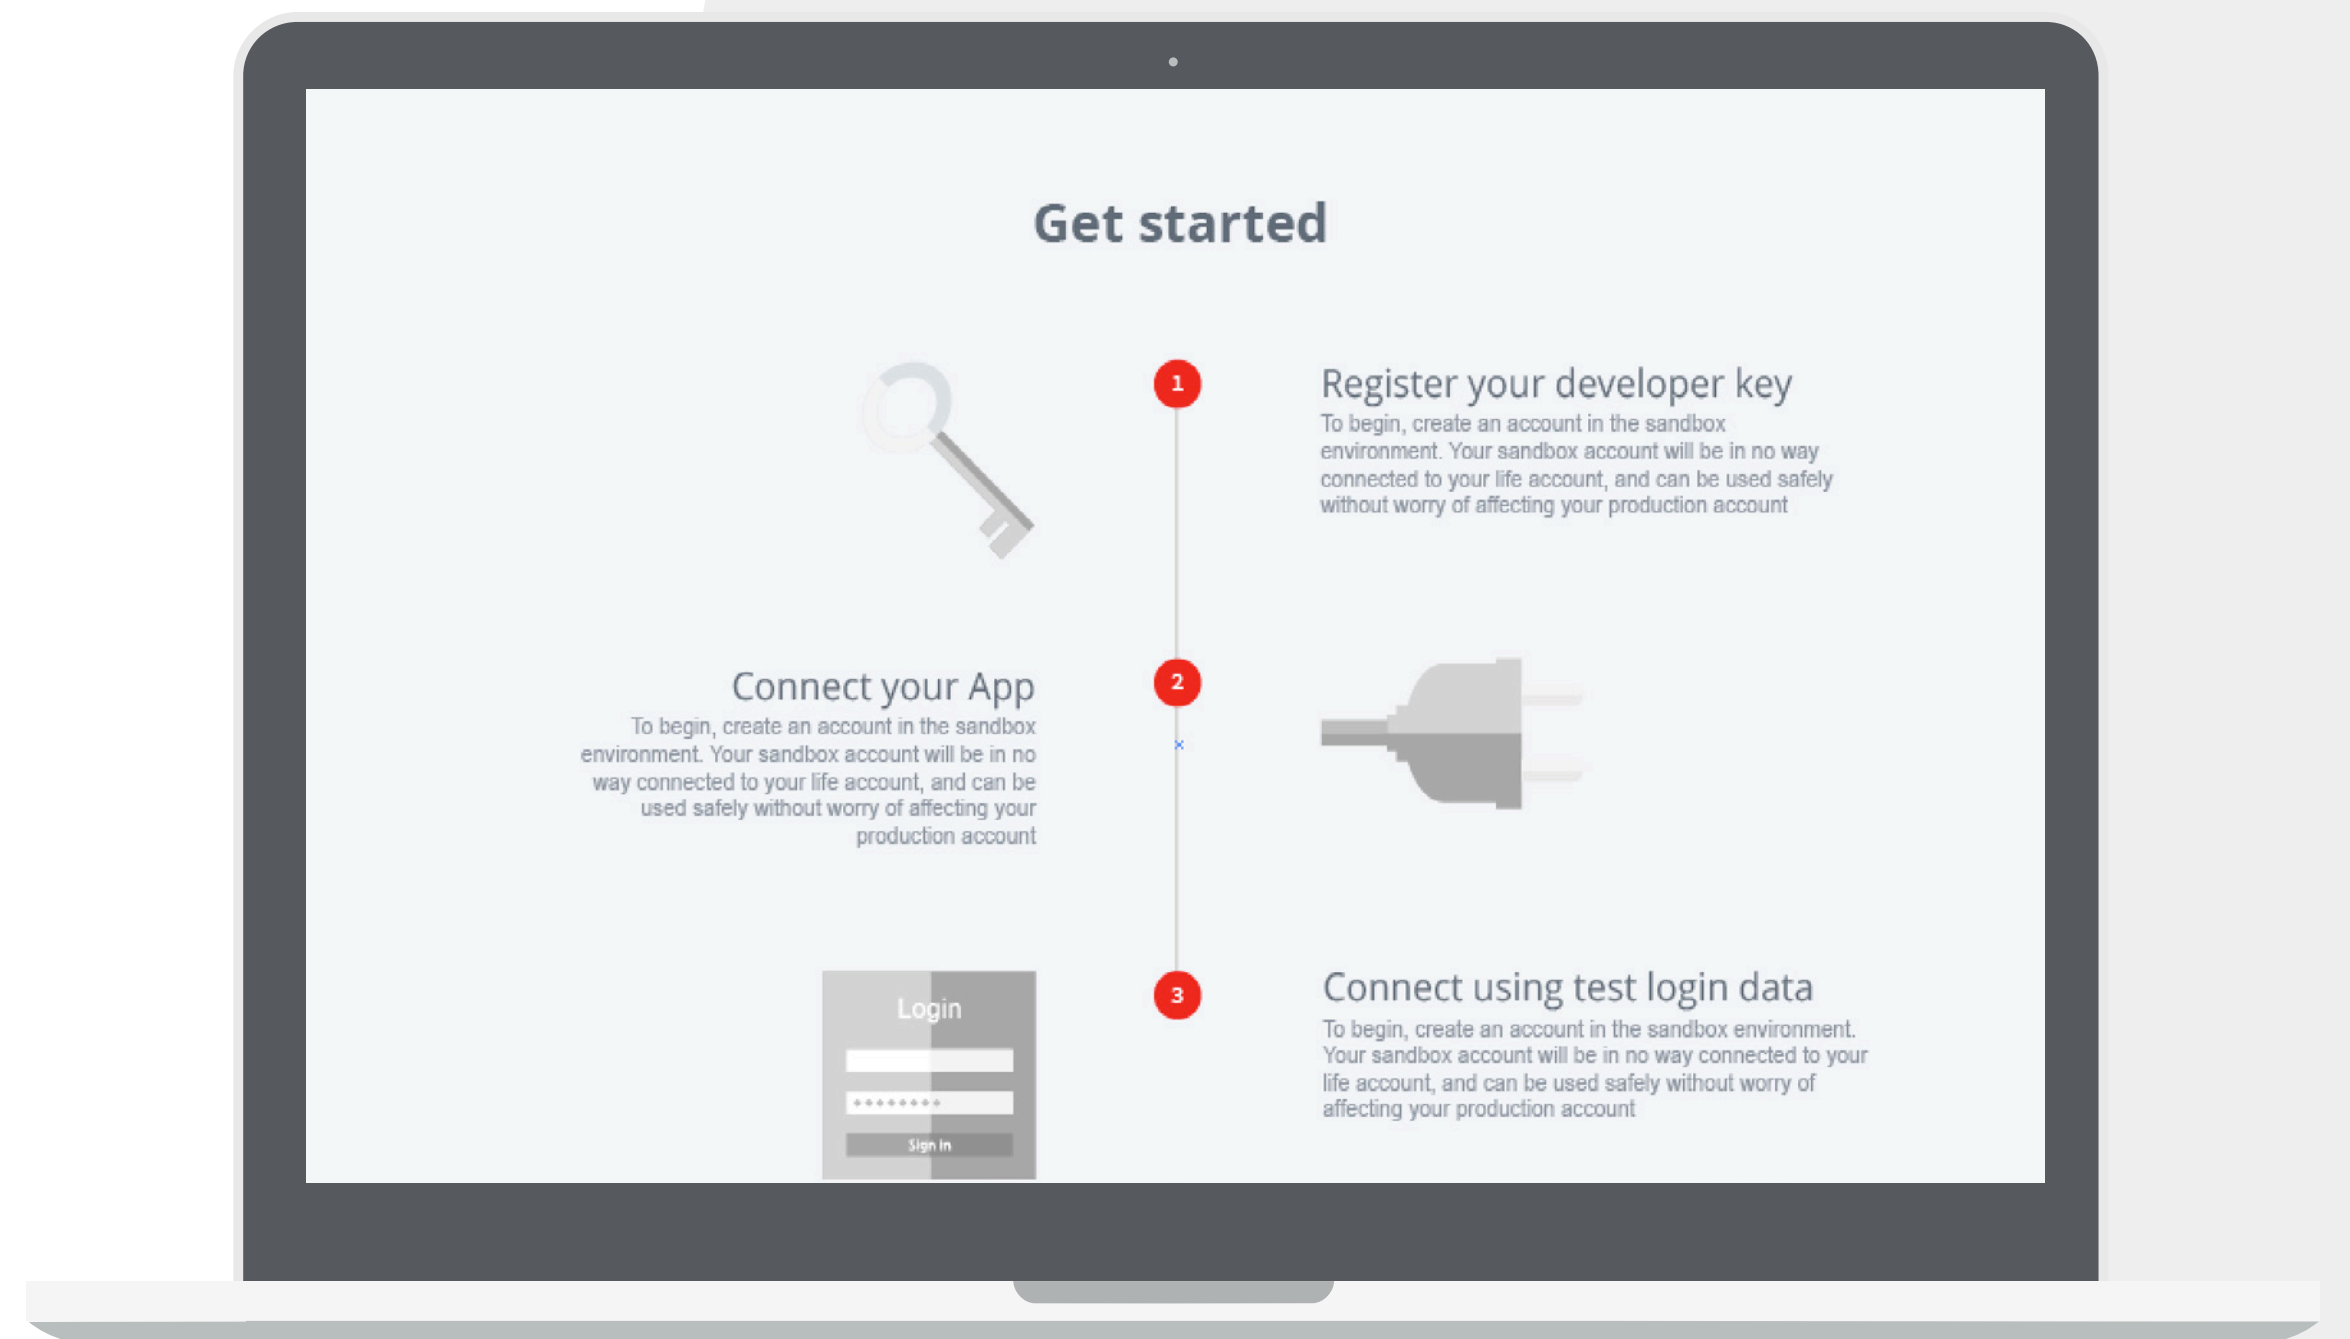 Get started
1
Register your developer key
To begin, create an account in the sandbox
environment. Your sandbox account will be in no way
connected to your life account, and can be used safely
without worry of affecting your production account
2
Connect your App
To begin, create an account in the sandbox
environment. Your sandbox account will be in no
way connected to your life account, and can be
used safely without worry of affecting your
production account
3
Connect using test login data
To begin, create an account in the sandbox environment.
Your sandbox account will be in no way connected to your
life account, and can be used safely without worry of
affecting your production account
Login
Sign in